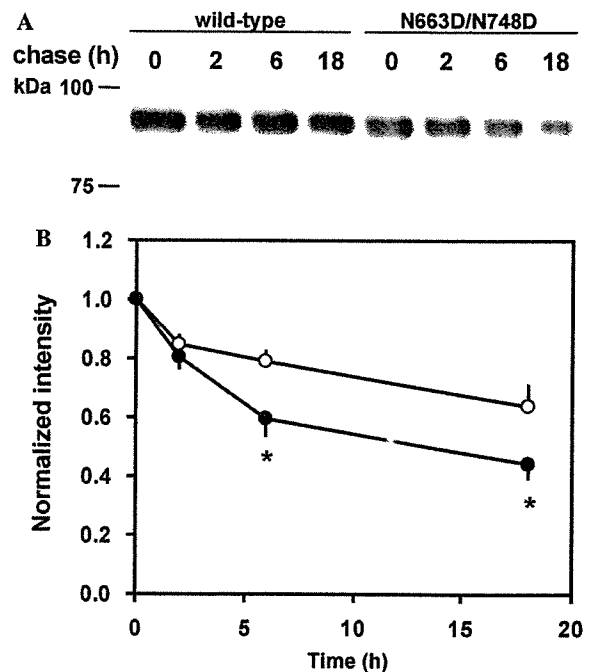 A wild-type N663D/N748D
chase (h) 0 2 6 18 0 2 6 18
kDa 100
75
B
1.2
1.0
0.8
0.6
0.4
0.2
0.0
Normalized intensity
* *
0 5 10 15 20
Time (h)